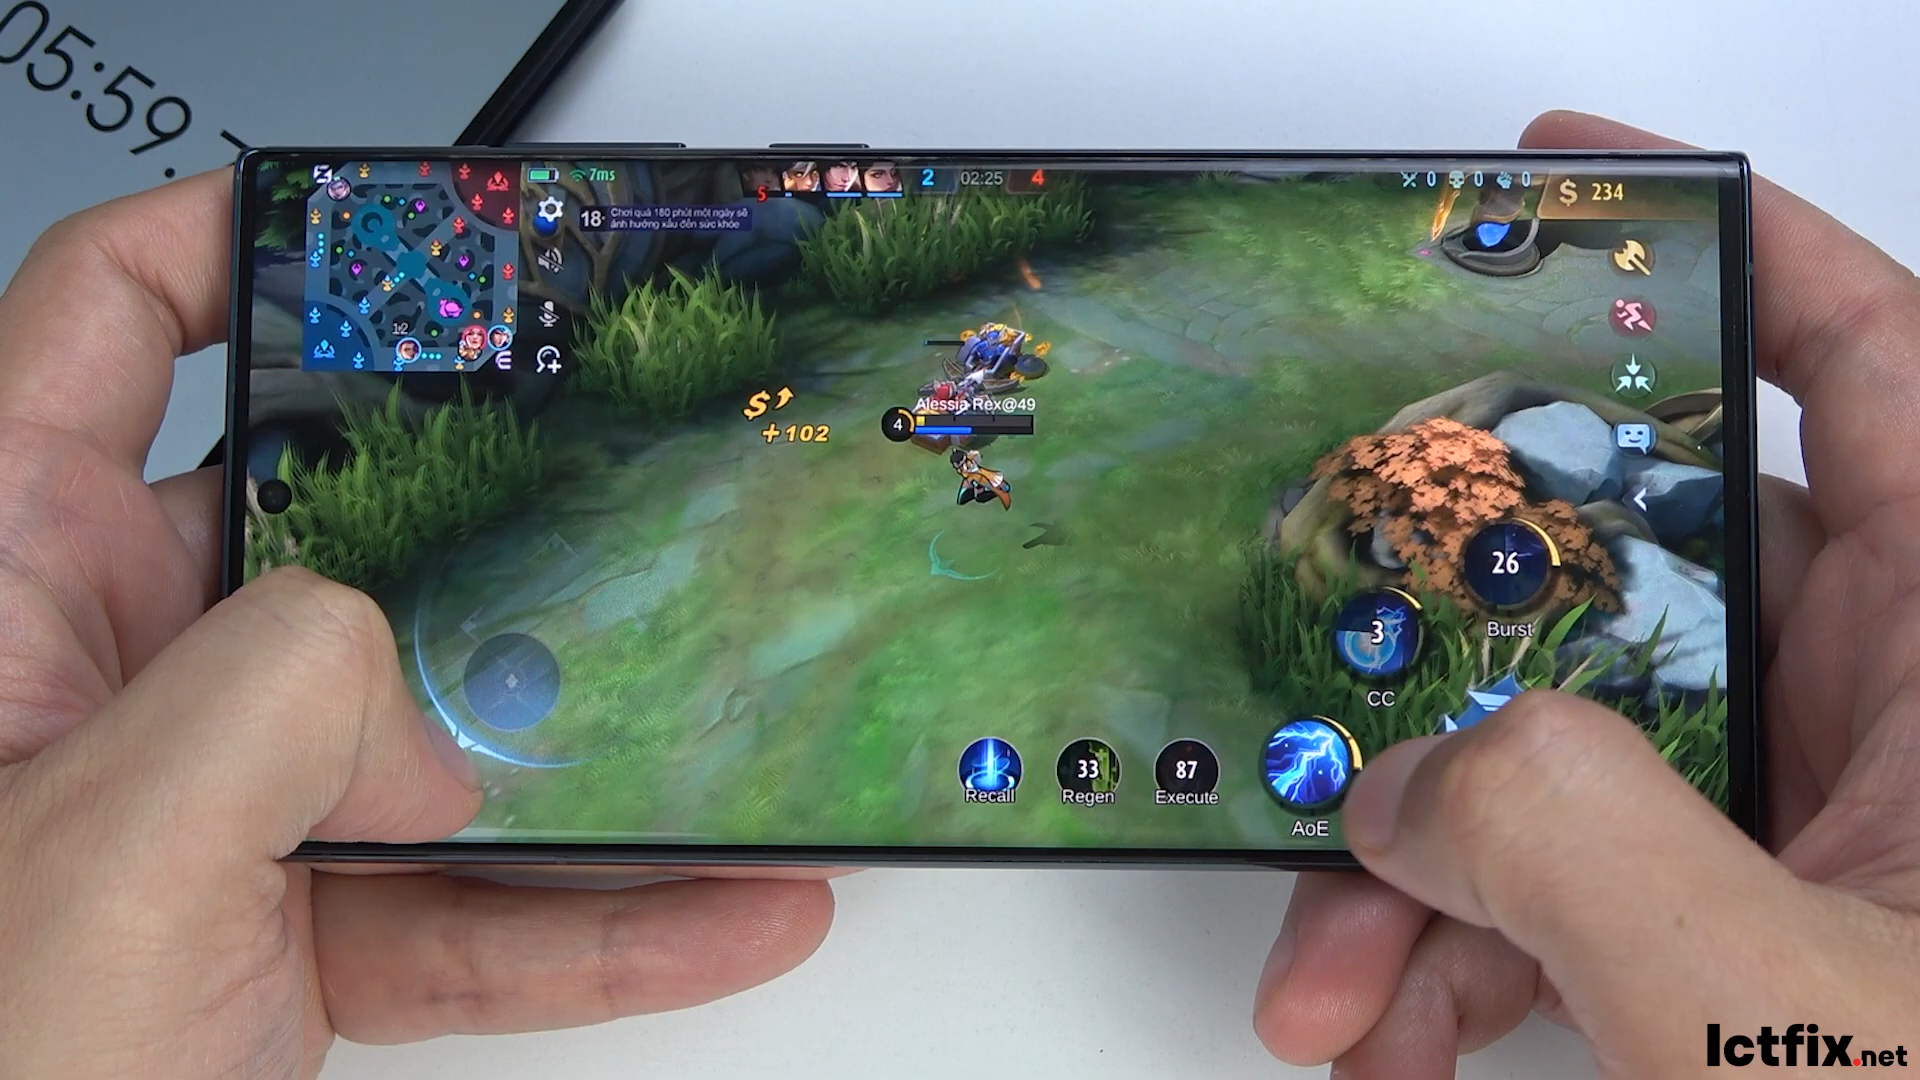 05:59.
7ms
5
2 02:25 4
0 0 0
$ 234
18+ Chơi quá 180 phút một ngày sẽ
ảnh hưởng xấu đến sức khỏe
12
$
+102
Alessia Rex@49
4
26
Burst
3
CC
33
87
Recall
Regen
Execute
AoE
Ictfix.net